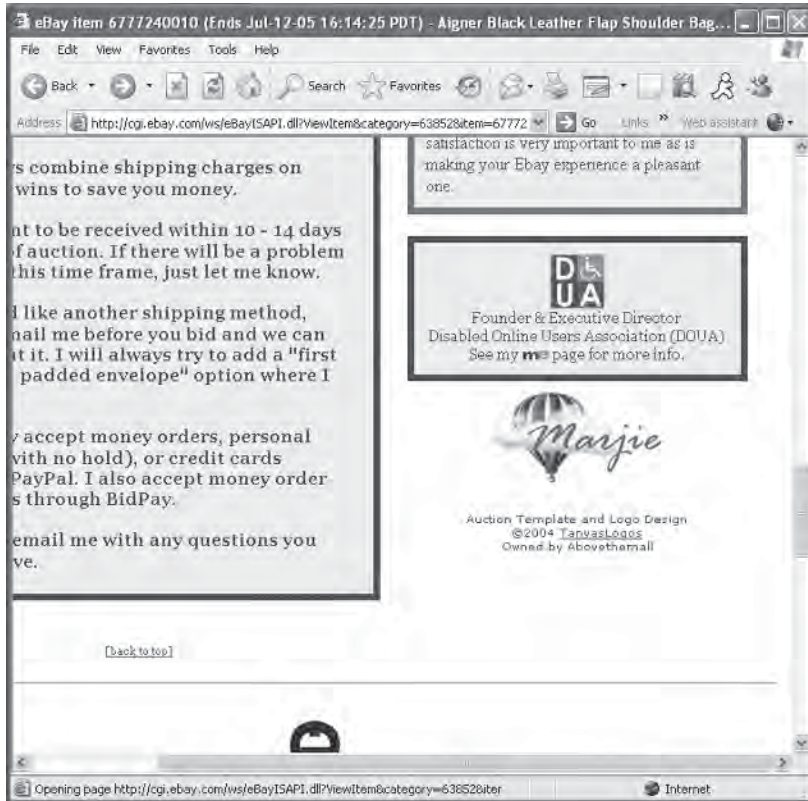 eBay item 6777240010 (Ends Jul-12-05 16:14:25 PDT) - Aigner Black Leather Flap Shoulder Bag...
File Edit View Favorites Tools Help
Back Search Favorites
Address http://cgi.ebay.com/ws/eBayISAPI.dll?ViewItem&category=63852&item=67772 Go Links » Web assistant
s combine shipping charges on
wins to save you money.
nt to be received within 10 - 14 days
f auction. If there will be a problem
this time frame, just let me know.
l like another shipping method,
mail me before you bid and we can
t it. I will always try to add a "first
padded envelope" option where I
y accept money orders, personal
with no hold), or credit cards
PayPal. I also accept money order
s through BidPay.
email me with any questions you
ve.
[back to top]
satisfaction is very important to me as is
making your Ebay experience a pleasant
one.
D
U A
Founder & Executive Director
Disabled Online Users Association (DOUA)
See my me page for more info.
Marjie
Auction Template and Logo Design
©2004 TanyasLogos
Owned by Abovethemall
Opening page http://cgi.ebay.com/ws/eBayISAPI.dll?ViewItem&category=63852&iter Internet